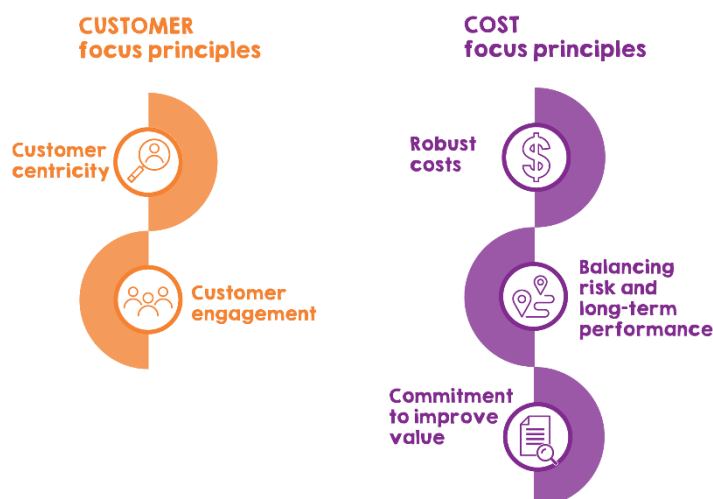 CUSTOMER
focus principles
Customer
centricity
Customer
engagement
COST
focus principles
Robust
costs
Balancing
risk and
long-term
performance
Commitment
to improve
value